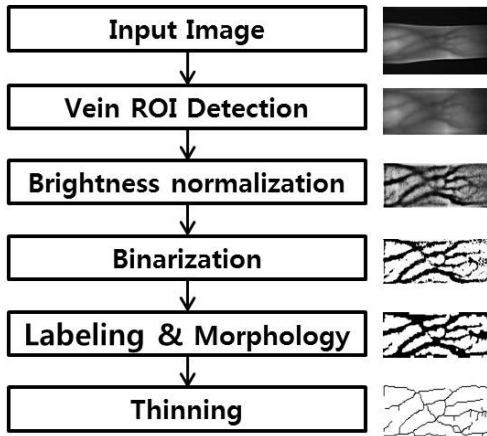 Input Image
Vein ROI Detection
Brightness normalization
Binarization
Labeling & Morphology
Thinning